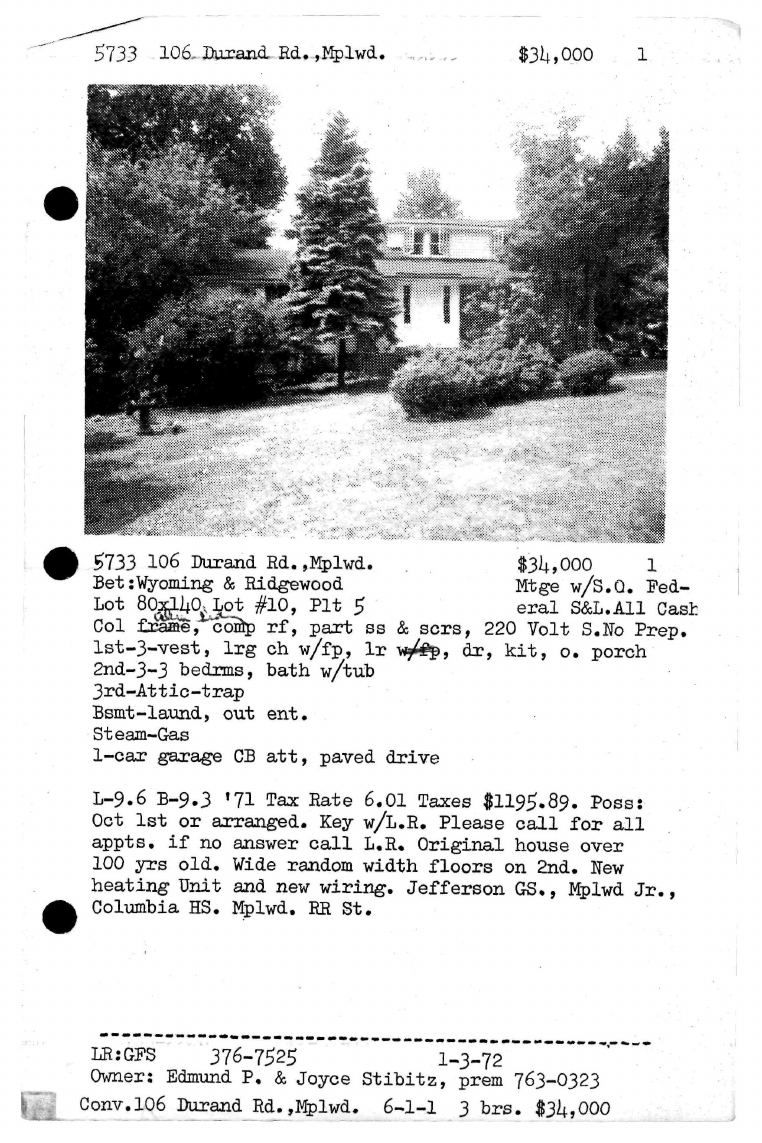 5733 106 Durand Rd.,Mplwd. $34,000 1
5733 106 Durand Rd.,Mplwd. $34,000 1
Bet:Wyoming & Ridgewood Mtge w/S.O. Fed-
Lot 80x140, Lot #10, Plt 5 eral S&L.All Cash
Col frame, comp rf, part ss & scrs, 220 Volt S.No Prep.
1st-3-vest, lrg ch w/fp, lr w/fp, dr, kit, o. porch
2nd-3-3 bedrms, bath w/tub
3rd-Attic-trap
Bsmt-laund, out ent.
Steam-Gas
1-car garage CB att, paved drive
L-9.6 B-9.3 '71 Tax Rate 6.01 Taxes $1195.89. Poss:
Oct 1st or arranged. Key w/L.R. Please call for all
appts. if no answer call L.R. Original house over
100 yrs old. Wide random width floors on 2nd. New
heating Unit and new wiring. Jefferson GS., Mplwd Jr.,
Columbia HS. Mplwd. RR St.
LR:GFS 376-7525 1-3-72
Owner: Edmund P. & Joyce Stibitz, prem 763-0323
Conv.106 Durand Rd.,Mplwd. 6-1-1 3 brs. $34,000